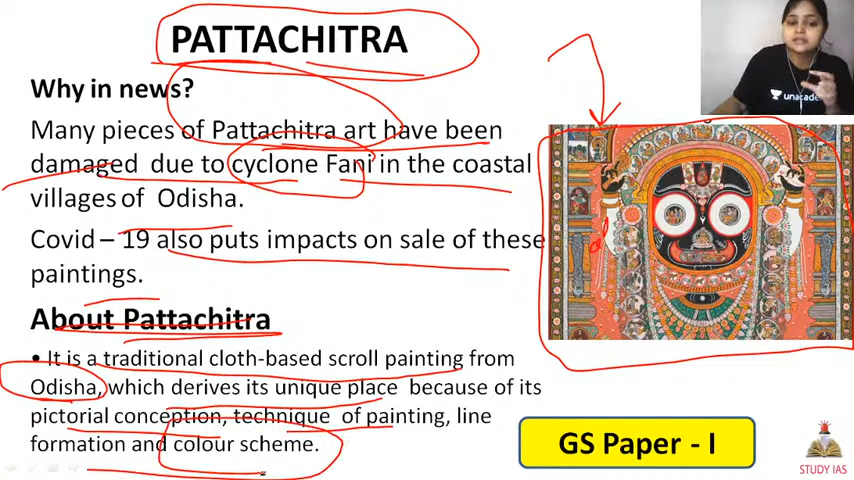 PATTACHITRA
Why in news?
Many pieces of Pattachitra art have been
damaged due to cyclone Fani in the coastal
villages of Odisha.
Covid – 19 also puts impacts on sale of these
paintings.
About Pattachitra
• It is a traditional cloth-based scroll painting from
Odisha, which derives its unique place because of its
pictorial conception, technique of painting, line
formation and colour scheme.
GS Paper - I
STUDY IAS